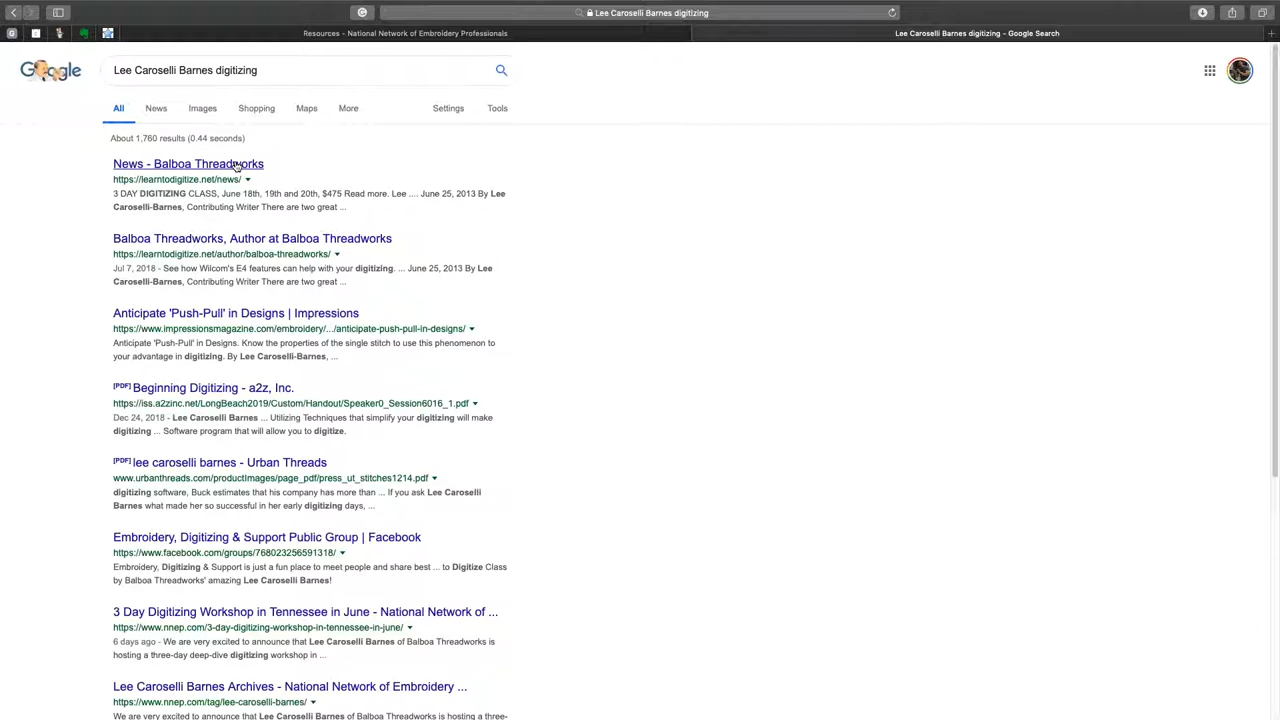 Lee Caroselli Barnes digitizing
Resources - National Network of Embroidery Professionals
Lee Caroselli Barnes digitizing - Google Search
Google
Lee Caroselli Barnes digitizing
All News Images Shopping Maps More Settings Tools
About 1,760 results (0.44 seconds)
News - Balboa Threadworks
https://learntodigitize.net/news/
3 DAY DIGITIZING CLASS, June 18th, 19th and 20th, $475 Read more. Lee .... June 25, 2013 By Lee
Caroselli-Barnes, Contributing Writer There are two great ...
Balboa Threadworks, Author at Balboa Threadworks
https://learntodigitize.net/author/balboa-threadworks/
Jul 7, 2018 - See how Wilcom's E4 features can help with your digitizing. ... June 25, 2013 By Lee
Caroselli-Barnes, Contributing Writer There are two great ...
Anticipate 'Push-Pull' in Designs | Impressions
https://www.impressionsmagazine.com/embroidery/.../anticipate-push-pull-in-designs/
Anticipate 'Push-Pull' in Designs. Know the properties of the single stitch to use this phenomenon to
your advantage in digitizing. By Lee Caroselli-Barnes, ...
[PDF] Beginning Digitizing - a2z, Inc.
https://iss.a2zinc.net/LongBeach2019/Custom/Handout/Speaker0_Session6016_1.pdf
Dec 24, 2018 - Lee Caroselli Barnes ... Utilizing Techniques that simplify your digitizing will make
digitizing ... Software program that will allow you to digitize.
[PDF] lee caroselli barnes - Urban Threads
www.urbanthreads.com/productImages/page_pdf/press_ut_stitches1214.pdf
digitizing software, Buck estimates that his company has more than ... If you ask Lee Caroselli
Barnes what made her so successful in her early digitizing days, ...
Embroidery, Digitizing & Support Public Group | Facebook
https://www.facebook.com/groups/768023256591318/
Embroidery, Digitizing & Support is just a fun place to meet people and share best ... to Digitize Class
by Balboa Threadworks' amazing Lee Caroselli Barnes!
3 Day Digitizing Workshop in Tennessee in June - National Network of ...
https://www.nnep.com/3-day-digitizing-workshop-in-tennessee-in-june/
6 days ago - We are very excited to announce that Lee Caroselli Barnes of Balboa Threadworks is
hosting a three-day deep-dive digitizing workshop in ...
Lee Caroselli Barnes Archives - National Network of Embroidery ...
https://www.nnep.com/tag/lee-caroselli-barnes/
We are very excited to announce that Lee Caroselli Barnes of Balboa Threadworks is hosting a three-